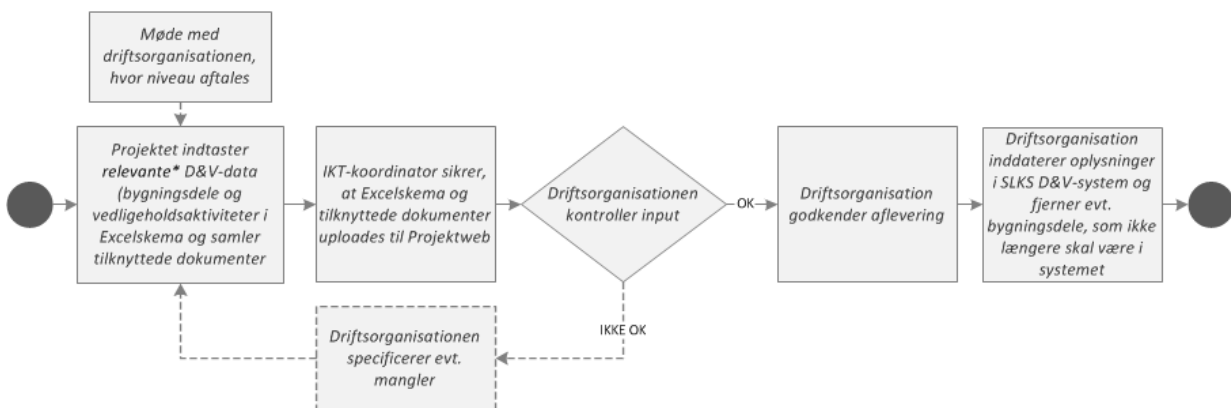 Møde med
driftsorganisationen,
hvor niveau aftales
Projektet indtaster
relevante* D&V-data
(bygningsdele og
vedligeholdsaktiviteter i
Excelskema og samler
tilknyttede dokumenter
IKT-koordinator sikrer,
at Excelskema og
tilknyttede dokumenter
uploades til Projektweb
Driftsorganisationen
kontroller input
OK
Driftsorganisation
godkender aflevering
Driftsorganisation
inddaterer oplysninger
i SLKS D&V-system og
fjerner evt.
bygningsdele, som ikke
længere skal være i
systemet
IKKE OK
Driftsorganisationen
specificerer evt.
mangler